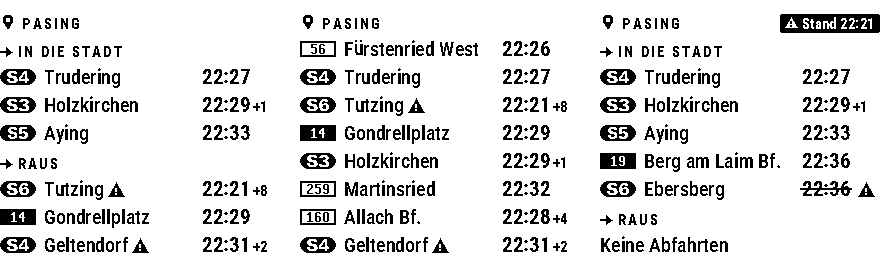 PASING
→ IN DIE STADT
S4 Trudering 22:27
S3 Holzkirchen 22:29 +1
S5 Aying 22:33
→ RAUS
S6 Tutzing ⚠ 22:21 +8
14 Gondrellplatz 22:29
S4 Geltendorf ⚠ 22:31 +2
PASING
56 Fürstenried West 22:26
S4 Trudering 22:27
S6 Tutzing ⚠ 22:21 +8
14 Gondrellplatz 22:29
S3 Holzkirchen 22:29 +1
259 Martinsried 22:32
160 Allach Bf. 22:28 +4
S4 Geltendorf ⚠ 22:31 +2
PASING ⚠ Stand 22:21
→ IN DIE STADT
S4 Trudering 22:27
S3 Holzkirchen 22:29 +1
S5 Aying 22:33
19 Berg am Laim Bf. 22:36
S6 Ebersberg 22:36 ⚠
→ RAUS
Keine Abfahrten